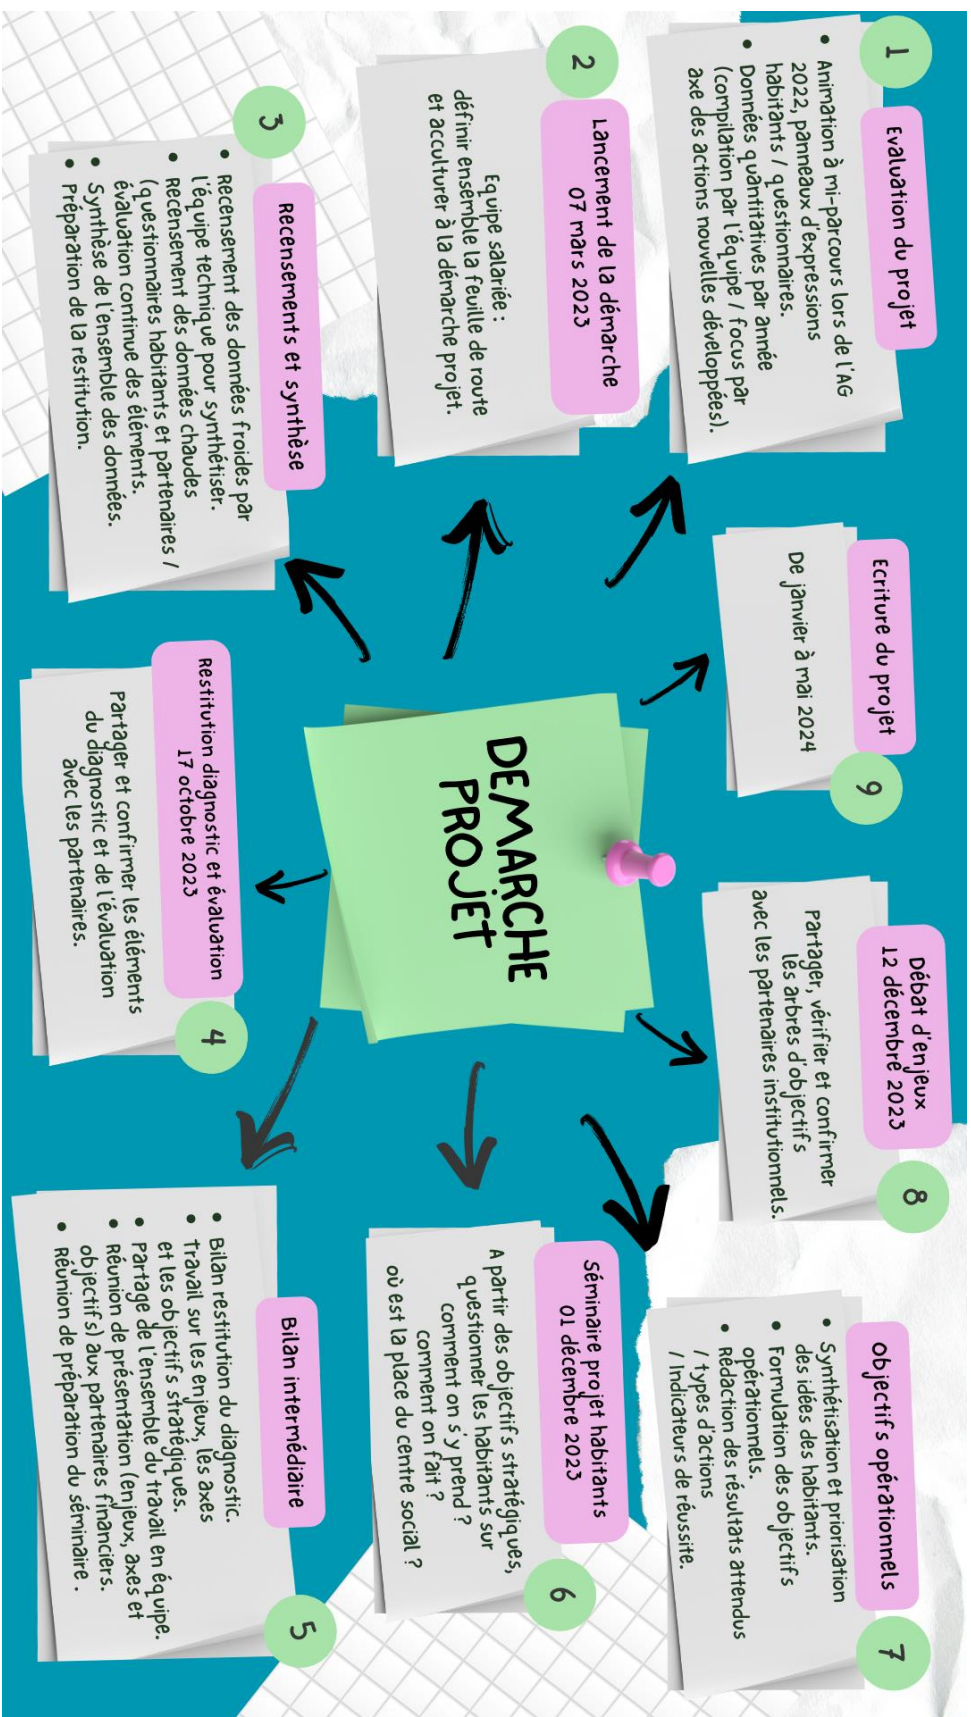 DEMARCHE
PROJET
1
Evaluation du projet
• Animation à mi-parcours lors de l'AG
2022, panneaux d'expressions
habitants / questionnaires.
• Données quantitatives par année
(compilation par l'équipe / focus par
axe des actions nouvelles développées).
2
Lancement de la démarche
07 mars 2023
Equipe salariée :
définir ensemble la feuille de route
et acculturer à la démarche projet.
3
Recensements et synthèse
• Recensement des données froides par
l'équipe technique pour synthétiser.
• Recensement des données chaudes
(questionnaires habitants et partenaires /
évaluation continue des éléments.
• Synthèse de l'ensemble des données.
• Préparation de la restitution.
4
Restitution diagnostic et évaluation
17 octobre 2023
Partager et confirmer les éléments
du diagnostic et de l'évaluation
avec les partenaires.
5
Bilan intermédiaire
• Bilan restitution du diagnostic.
• Travail sur les enjeux, les axes
et les objectifs stratégiques.
• Partage de l'ensemble du travail en équipe.
• Réunion de présentation (enjeux, axes et
objectifs) aux partenaires financiers.
• Réunion de préparation du séminaire .
6
Séminaire projet habitants
01 décembre 2023
A partir des objectifs stratégiques,
questionner les habitants sur
comment on s'y prend ?
comment on fait ?
où est la place du centre social ?
7
Objectifs opérationnels
• Synthétisation et priorisation
des idées des habitants.
• Formulation des objectifs
opérationnels.
• Rédaction des résultats attendus
/ types d'actions
/ Indicateurs de réussite.
8
Débat d'enjeux
12 décembre 2023
Partager, vérifier et confirmer
les arbres d'objectifs
avec les partenaires institutionnels.
9
Ecriture du projet
De janvier à mai 2024